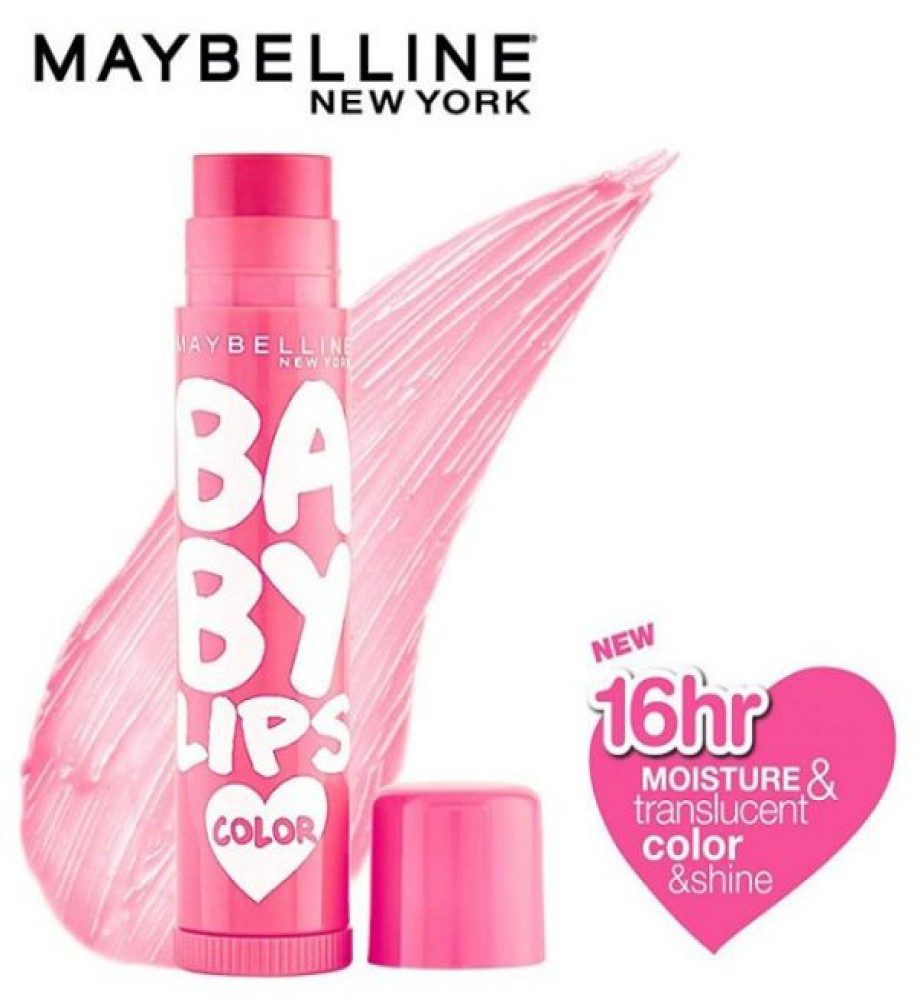 MAYBELLINE
NEW YORK
MAYBELLINE
NEW YORK
BA
BY
LIPS
COLOR
NEW
16hr
MOISTURE &
translucent
color
&shine